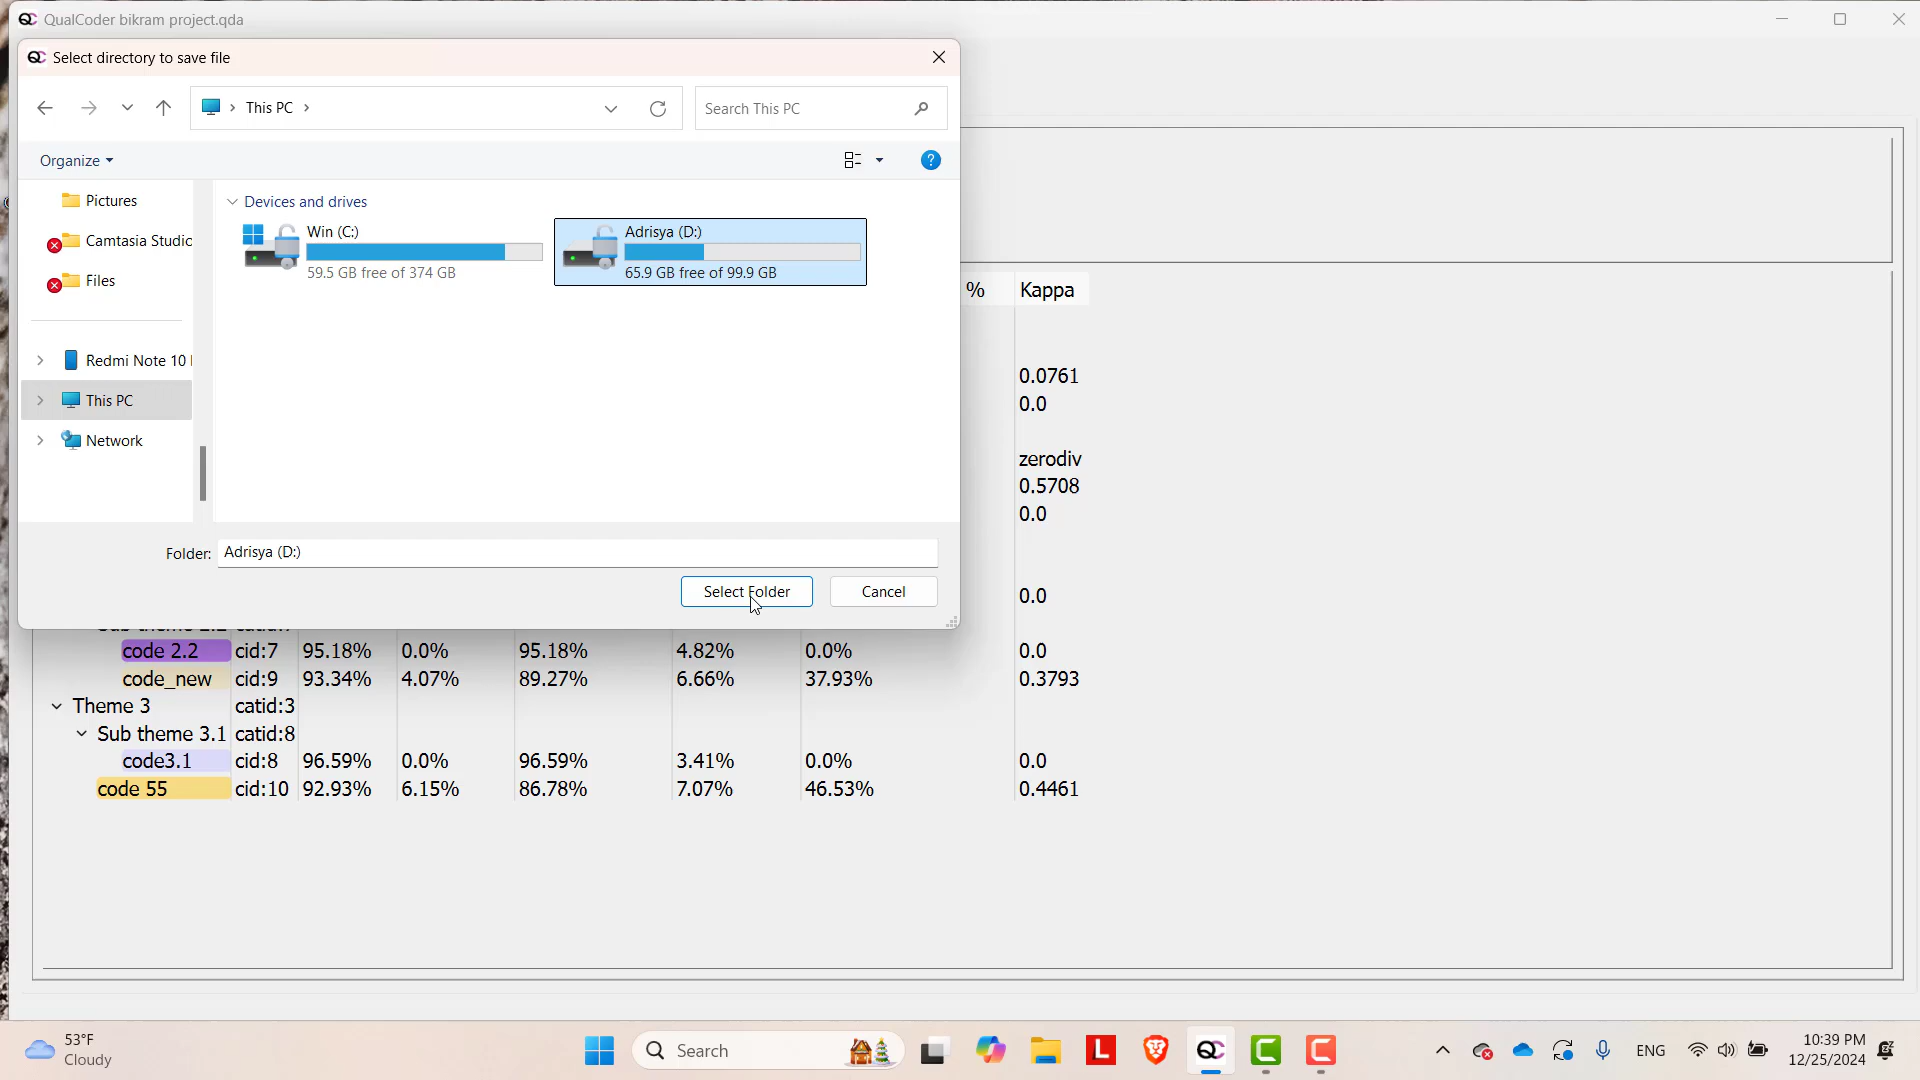 QualCoder bikram project.qda
Select directory to save file
This PC
Search This PC
Organize
Pictures
Camtasia Studio
Files
Redmi Note 10
This PC
Network
Devices and drives
Win (C:)
59.5 GB free of 374 GB
Adrisya (D:)
65.9 GB free of 99.9 GB
Folder: Adrisya (D:)
Select Folder
Cancel
% Kappa
0.0761
0.0
zerodiv
0.5708
0.0
0.0
code 2.2 cid:7 95.18% 0.0% 95.18% 4.82% 0.0% 0.0
code_new cid:9 93.34% 4.07% 89.27% 6.66% 37.93% 0.3793
Theme 3 catid:3
Sub theme 3.1 catid:8
code3.1 cid:8 96.59% 0.0% 96.59% 3.41% 0.0% 0.0
code 55 cid:10 92.93% 6.15% 86.78% 7.07% 46.53% 0.4461
53°F
Cloudy
Search
ENG
10:39 PM
12/25/2024